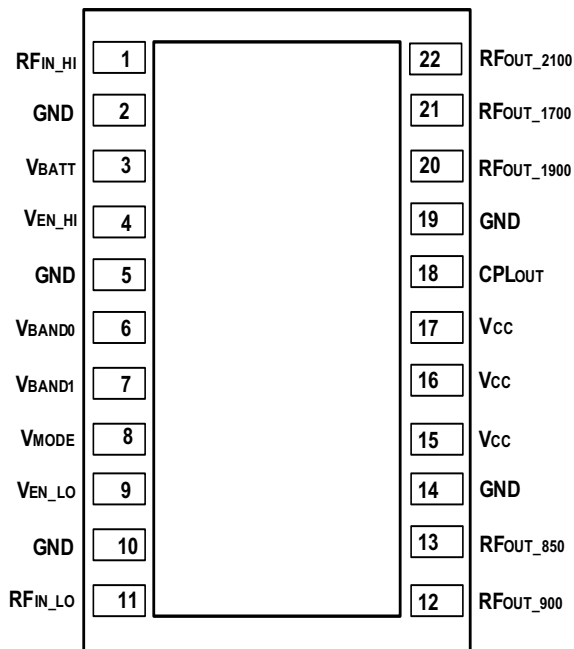 RFIN_HI 1 22 RFOUT_2100
GND 2 21 RFOUT_1700
VBATT 3 20 RFOUT_1900
VEN_HI 4 19 GND
GND 5 18 CPLOUT
VBAND0 6 17 VCC
VBAND1 7 16 VCC
VMODE 8 15 VCC
VEN_LO 9 14 GND
GND 10 13 RFOUT_850
RFIN_LO 11 12 RFOUT_900